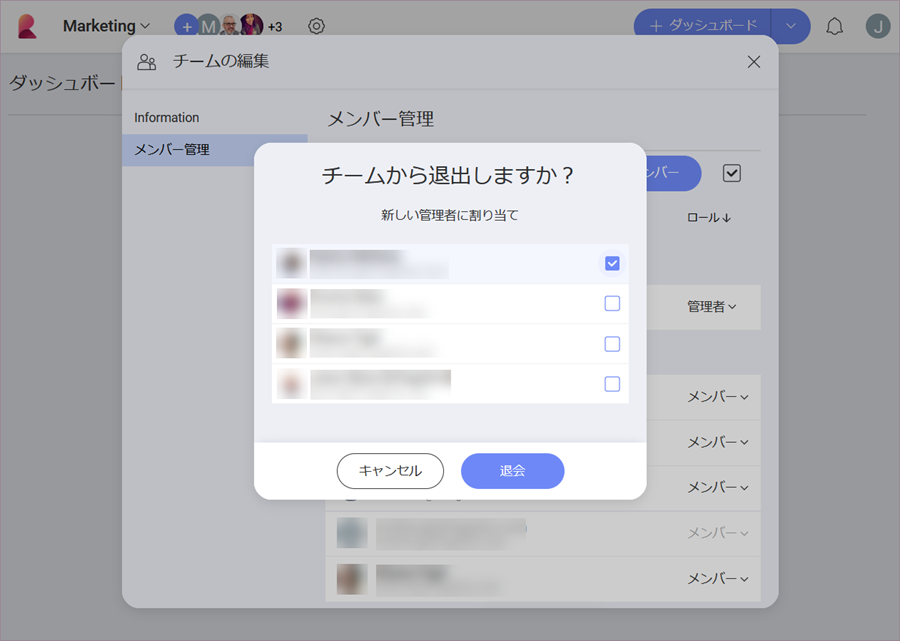 Marketing
M
+3
ダッシュボード
J
ダッシュボー
チームの編集
Information
メンバー管理
メンバー管理
ンバー
ロール↓
チームから退出しますか？
新しい管理者に割り当て
管理者
メンバー
メンバー
メンバー
メンバー
メンバー
キャンセル
退会